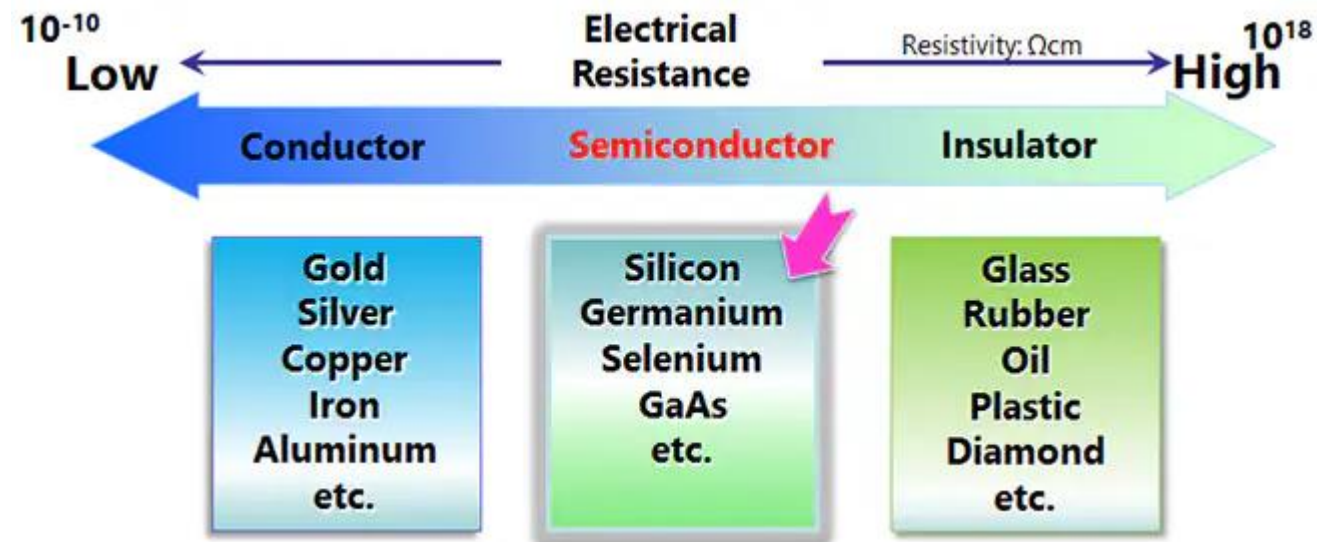 10⁻¹⁰
Low
Electrical
Resistance
Resistivity: Ωcm
10¹⁸
High
Conductor
Semiconductor
Insulator
Gold
Silver
Copper
Iron
Aluminum
etc.
Silicon
Germanium
Selenium
GaAs
etc.
Glass
Rubber
Oil
Plastic
Diamond
etc.